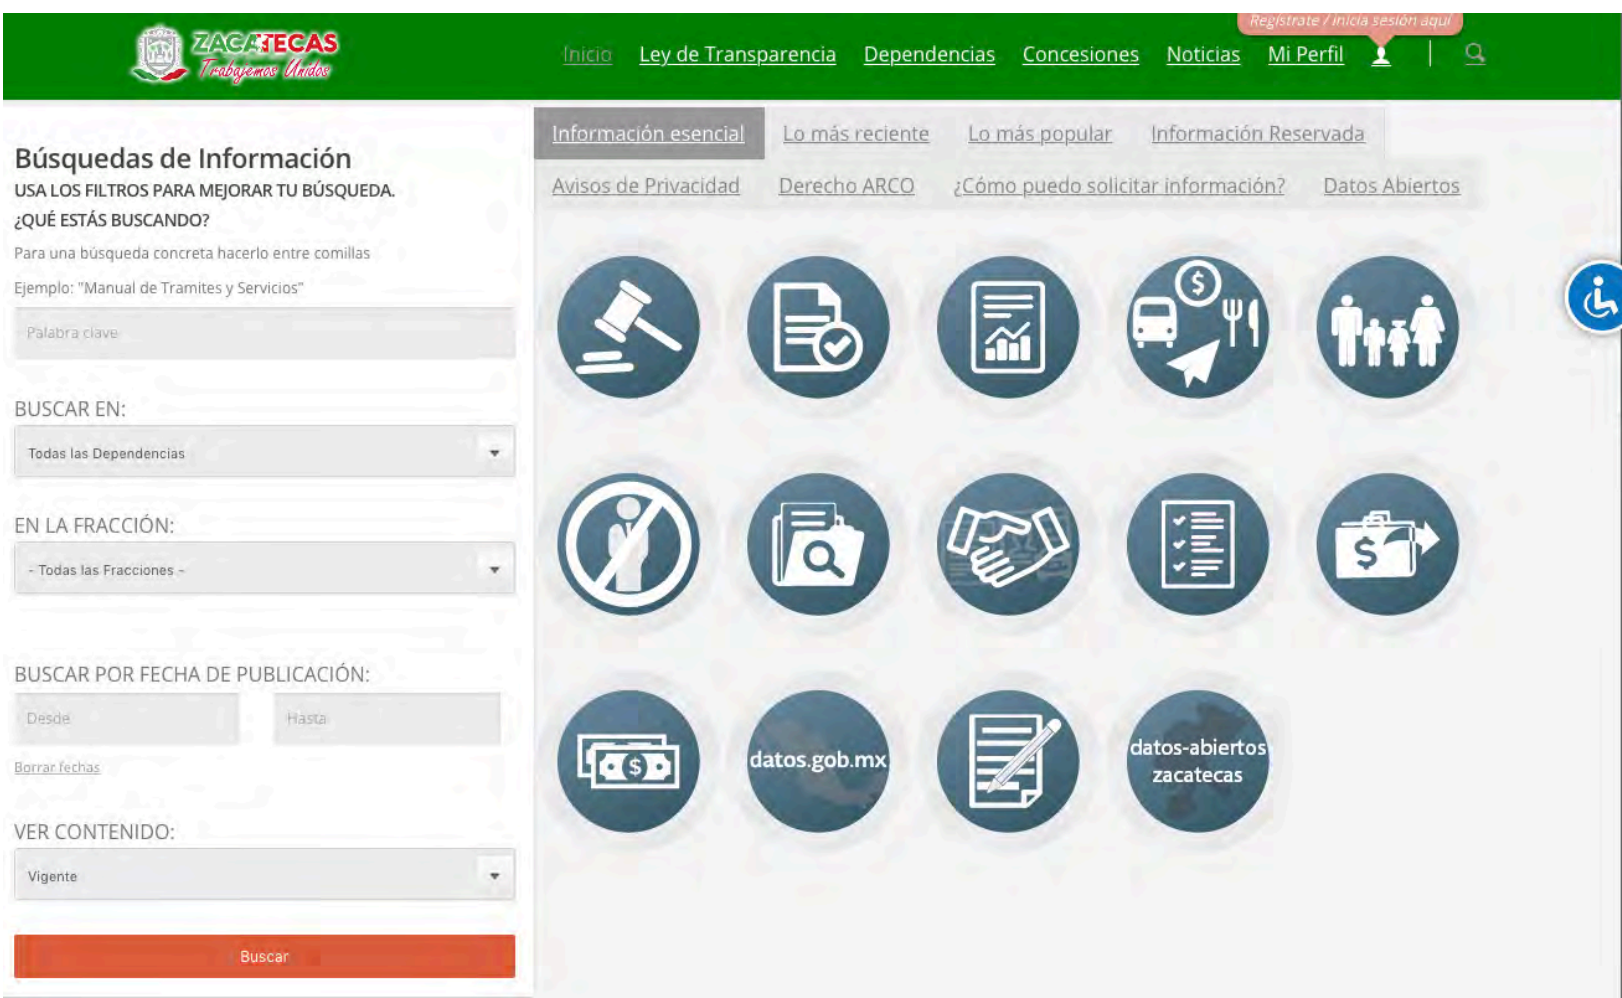 ZACATECAS
Trabajemos Unidos
Regístrate / inicia sesión aquí
Inicio Ley de Transparencia Dependencias Concesiones Noticias Mi Perfil
Búsquedas de Información
USA LOS FILTROS PARA MEJORAR TU BÚSQUEDA.
¿QUÉ ESTÁS BUSCANDO?
Para una búsqueda concreta hacerlo entre comillas
Ejemplo: "Manual de Tramites y Servicios"
Palabra clave
BUSCAR EN:
Todas las Dependencias
EN LA FRACCIÓN:
- Todas las Fracciones -
BUSCAR POR FECHA DE PUBLICACIÓN:
Desde Hasta
Borrar fechas
VER CONTENIDO:
Vigente
Buscar
Información esencial Lo más reciente Lo más popular Información Reservada
Avisos de Privacidad Derecho ARCO ¿Cómo puedo solicitar información? Datos Abiertos
datos.gob.mx
datos-abiertos
zacatecas